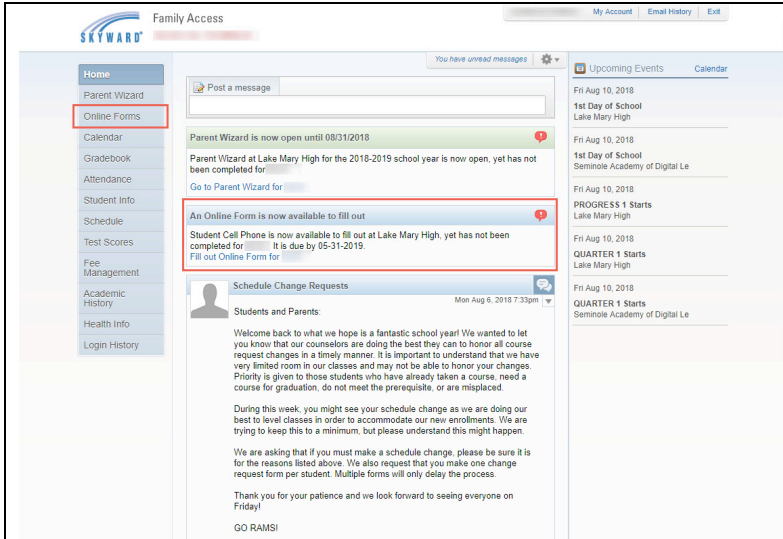 SKYWARD
Family Access
My Account
Email History
Exit
You have unread messages
Home
Parent Wizard
Online Forms
Calendar
Gradebook
Attendance
Student Info
Schedule
Test Scores
Fee
Management
Academic
History
Health Info
Login History
Post a message
Parent Wizard is now open until 08/31/2018
Parent Wizard at Lake Mary High for the 2018-2019 school year is now open, yet has not
been completed for
Go to Parent Wizard for
An Online Form is now available to fill out
Student Cell Phone is now available to fill out at Lake Mary High, yet has not been
completed for It is due by 05-31-2019.
Fill out Online Form for
Schedule Change Requests
Mon Aug 6, 2018 7:33pm
Students and Parents:
Welcome back to what we hope is a fantastic school year! We wanted to let
you know that our counselors are doing the best they can to honor all course
request changes in a timely manner. It is important to understand that we have
very limited room in our classes and may not be able to honor your changes.
Priority is given to those students who have already taken a course, need a
course for graduation, do not meet the prerequisite, or are misplaced.
During this week, you might see your schedule change as we are doing our
best to level classes in order to accommodate our new enrollments. We are
trying to keep this to a minimum, but please understand this might happen.
We are asking that if you must make a schedule change, please be sure it is
for the reasons listed above. We also request that you make one change
request form per student. Multiple forms will only delay the process.
Thank you for your patience and we look forward to seeing everyone on
Friday!
GO RAMS!
Upcoming Events
Calendar
Fri Aug 10, 2018
1st Day of School
Lake Mary High
Fri Aug 10, 2018
1st Day of School
Seminole Academy of Digital Le
Fri Aug 10, 2018
PROGRESS 1 Starts
Lake Mary High
Fri Aug 10, 2018
QUARTER 1 Starts
Lake Mary High
Fri Aug 10, 2018
QUARTER 1 Starts
Seminole Academy of Digital Le